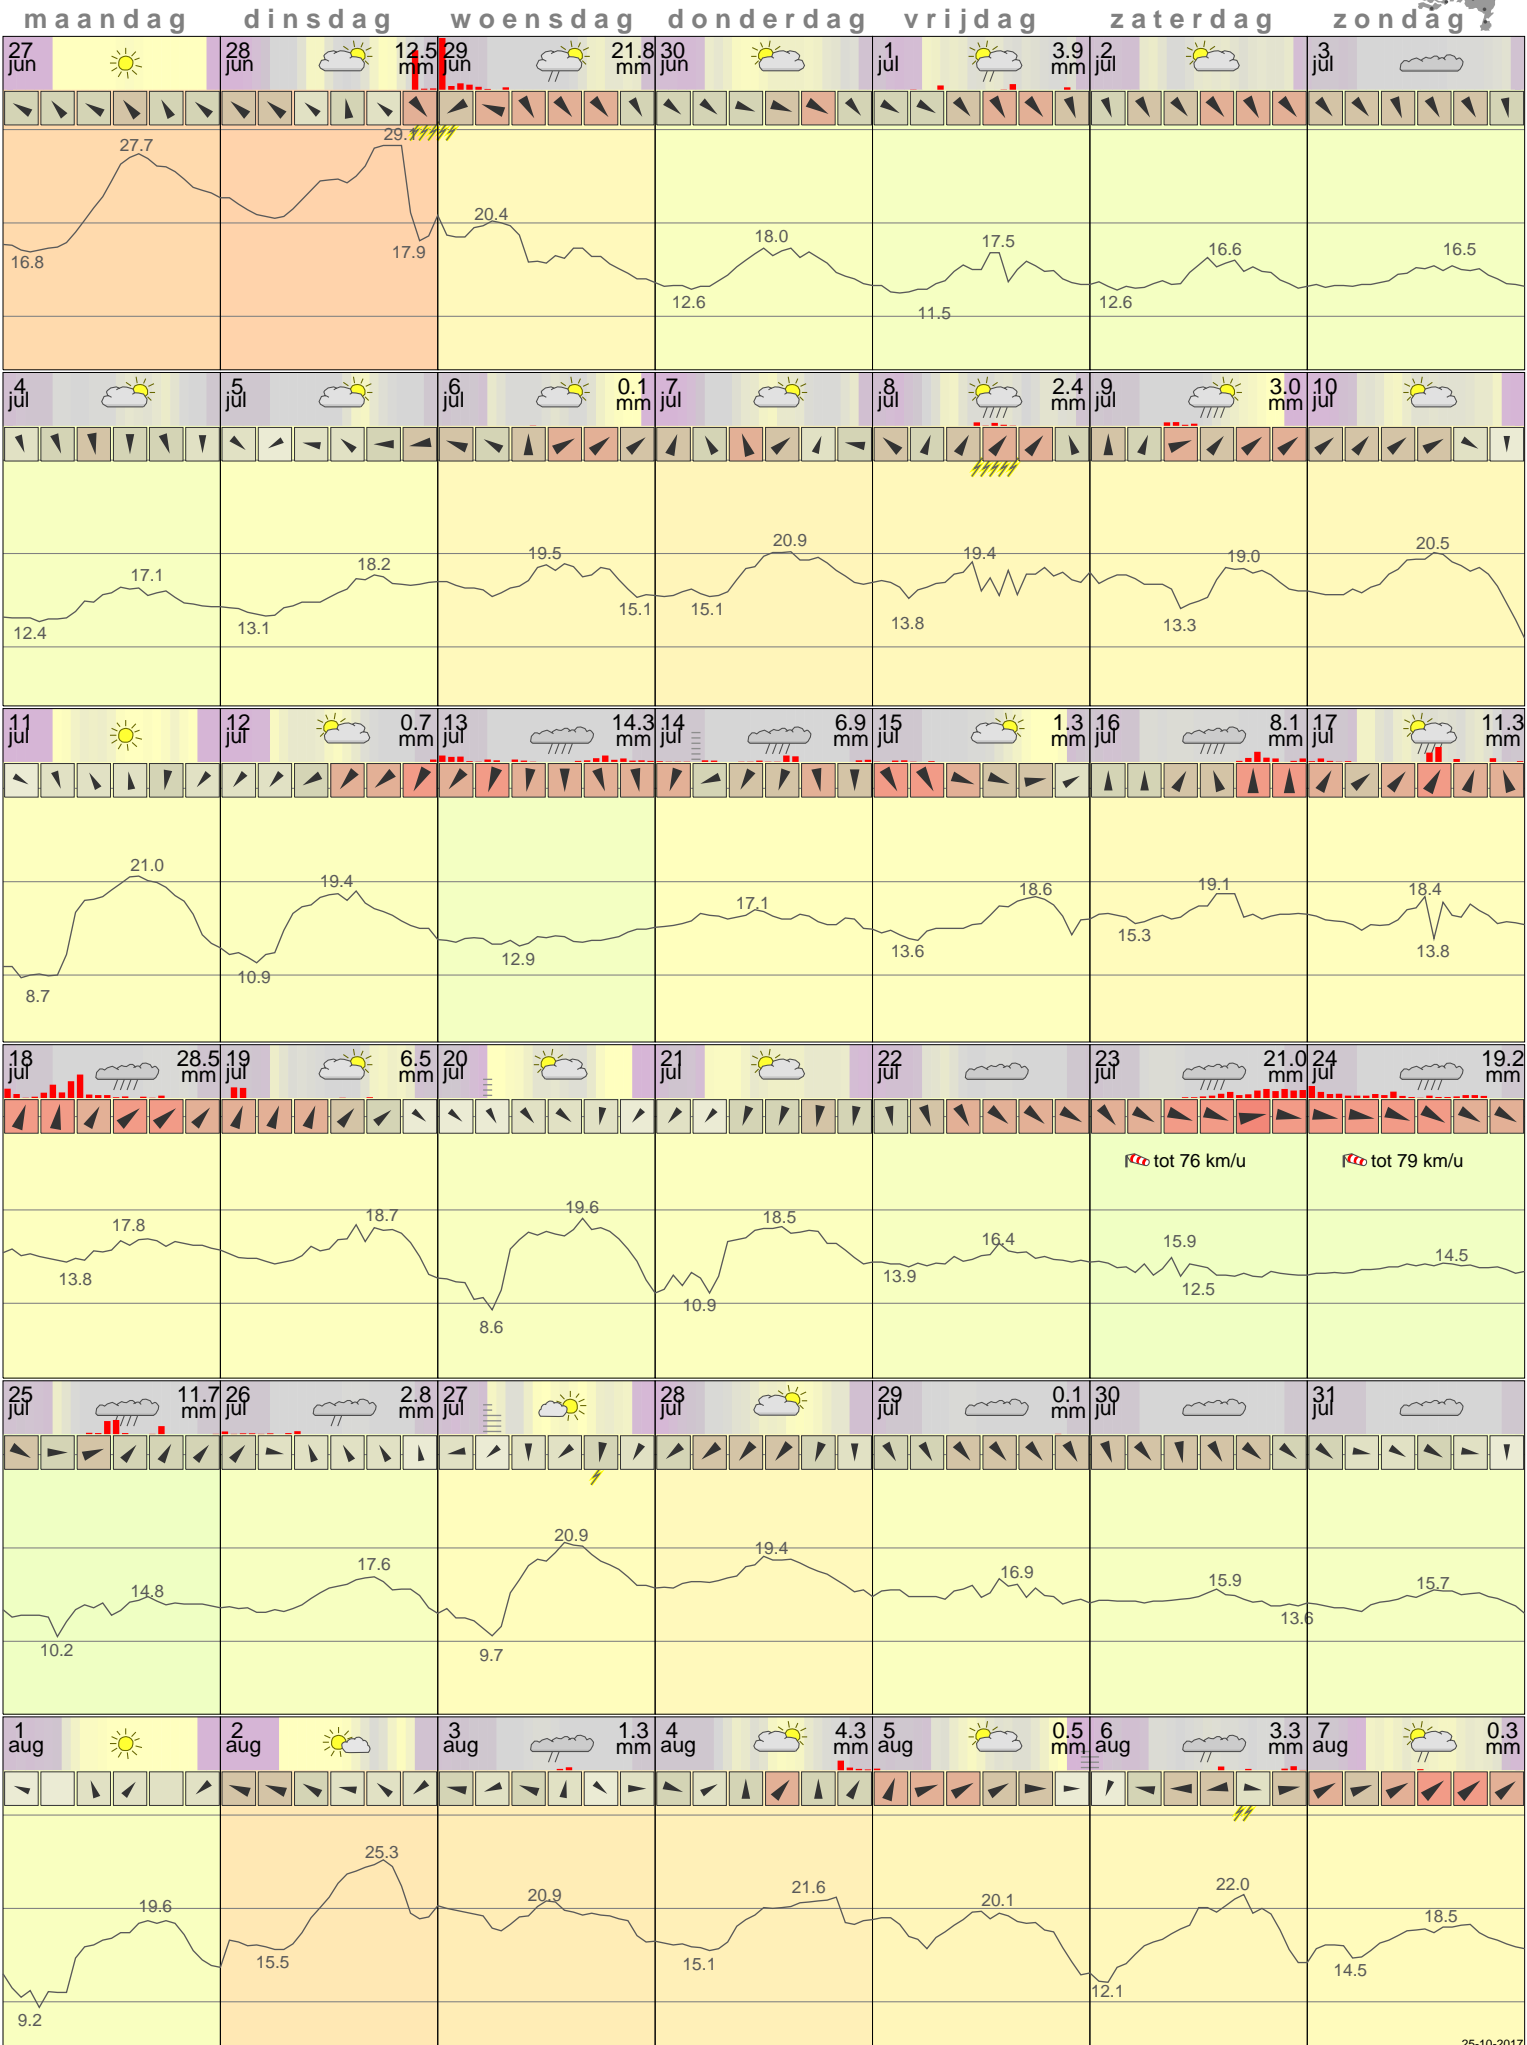 maandag dinsdag woensdag donderdag vrijdag zaterdag zondag
27 jun
28 jun 12.5 mm
29 jun 21.8 mm
30 jun
1 jul 3.9 mm
2 jul
3 jul
16.8 27.7
29. 17.9
20.4
12.6 18.0
11.5 17.5
12.6 16.6
16.5
4 jul
5 jul
6 jul 0.1 mm
7 jul
8 jul 2.4 mm
9 jul 3.0 mm
10 jul
12.4 17.1
13.1 18.2
19.5 15.1
15.1 20.9
13.8 19.4
13.3 19.0
20.5
11 jul
12 jul 0.7 mm
13 jul 14.3 mm
14 jul 6.9 mm
15 jul 1.3 mm
16 jul 8.1 mm
17 jul 11.3 mm
8.7 21.0
10.9 19.4
12.9
17.1
13.6 18.6
15.3 19.1
18.4 13.8
18 jul 28.5 mm
19 jul 6.5 mm
20 jul
21 jul
22 jul
23 jul 21.0 mm
24 jul 19.2 mm
tot 76 km/u
tot 79 km/u
13.8 17.8
18.7
8.6 19.6
10.9 18.5
13.9 16.4
15.9 12.5
14.5
25 jul 11.7 mm
26 jul 2.8 mm
27 jul
28 jul
29 jul 0.1 mm
30 jul
31 jul
10.2 14.8
17.6
9.7 20.9
19.4
16.9
15.9 13.6
15.7
1 aug
2 aug
3 aug 1.3 mm
4 aug 4.3 mm
5 aug 0.5 mm
6 aug 3.3 mm
7 aug 0.3 mm
9.2 19.6
15.5 25.3
20.9
15.1 21.6
20.1
12.1 22.0
14.5 18.5
25-10-2017